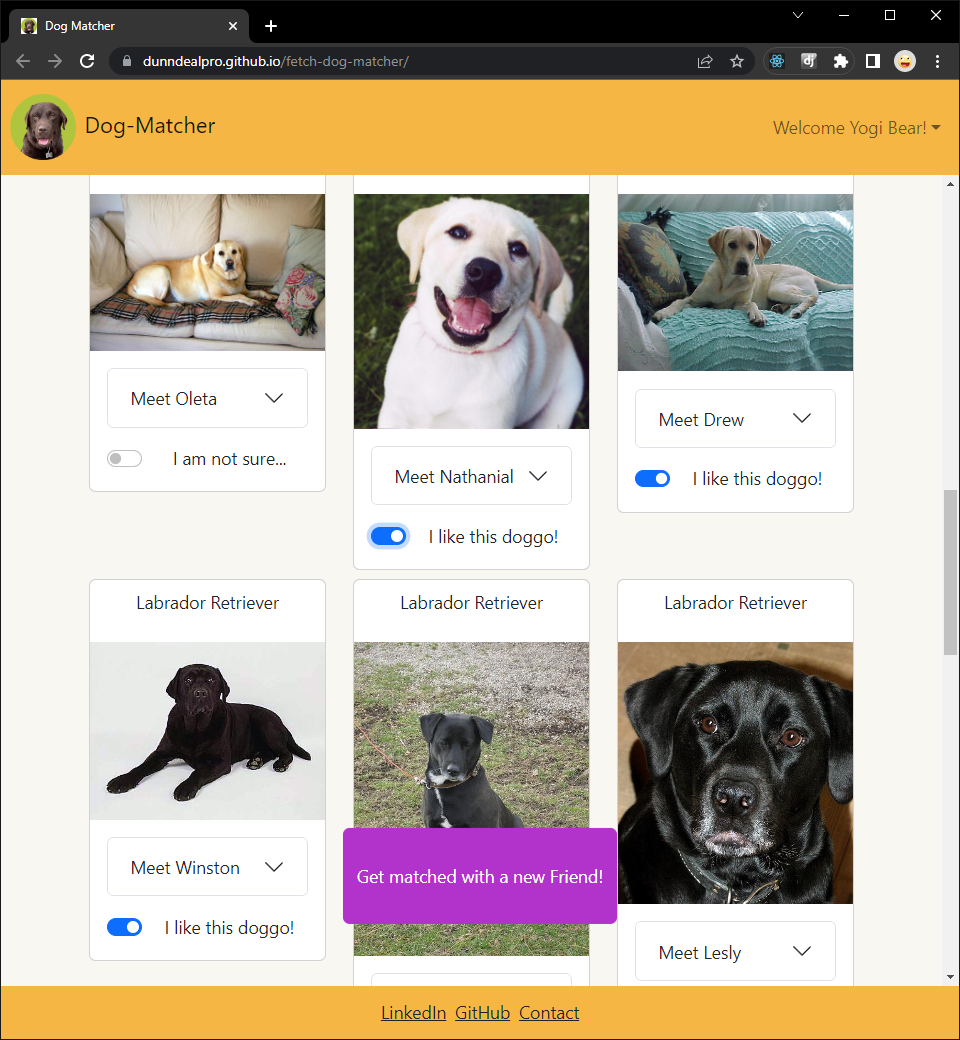 Dog Matcher
dunndealpro.github.io/fetch-dog-matcher/
dj
Dog-Matcher
Welcome Yogi Bear!
Meet Oleta
I am not sure...
Meet Nathanial
I like this doggo!
Meet Drew
I like this doggo!
Labrador Retriever
Labrador Retriever
Labrador Retriever
Meet Winston
I like this doggo!
Get matched with a new Friend!
Meet Lesly
LinkedIn GitHub Contact